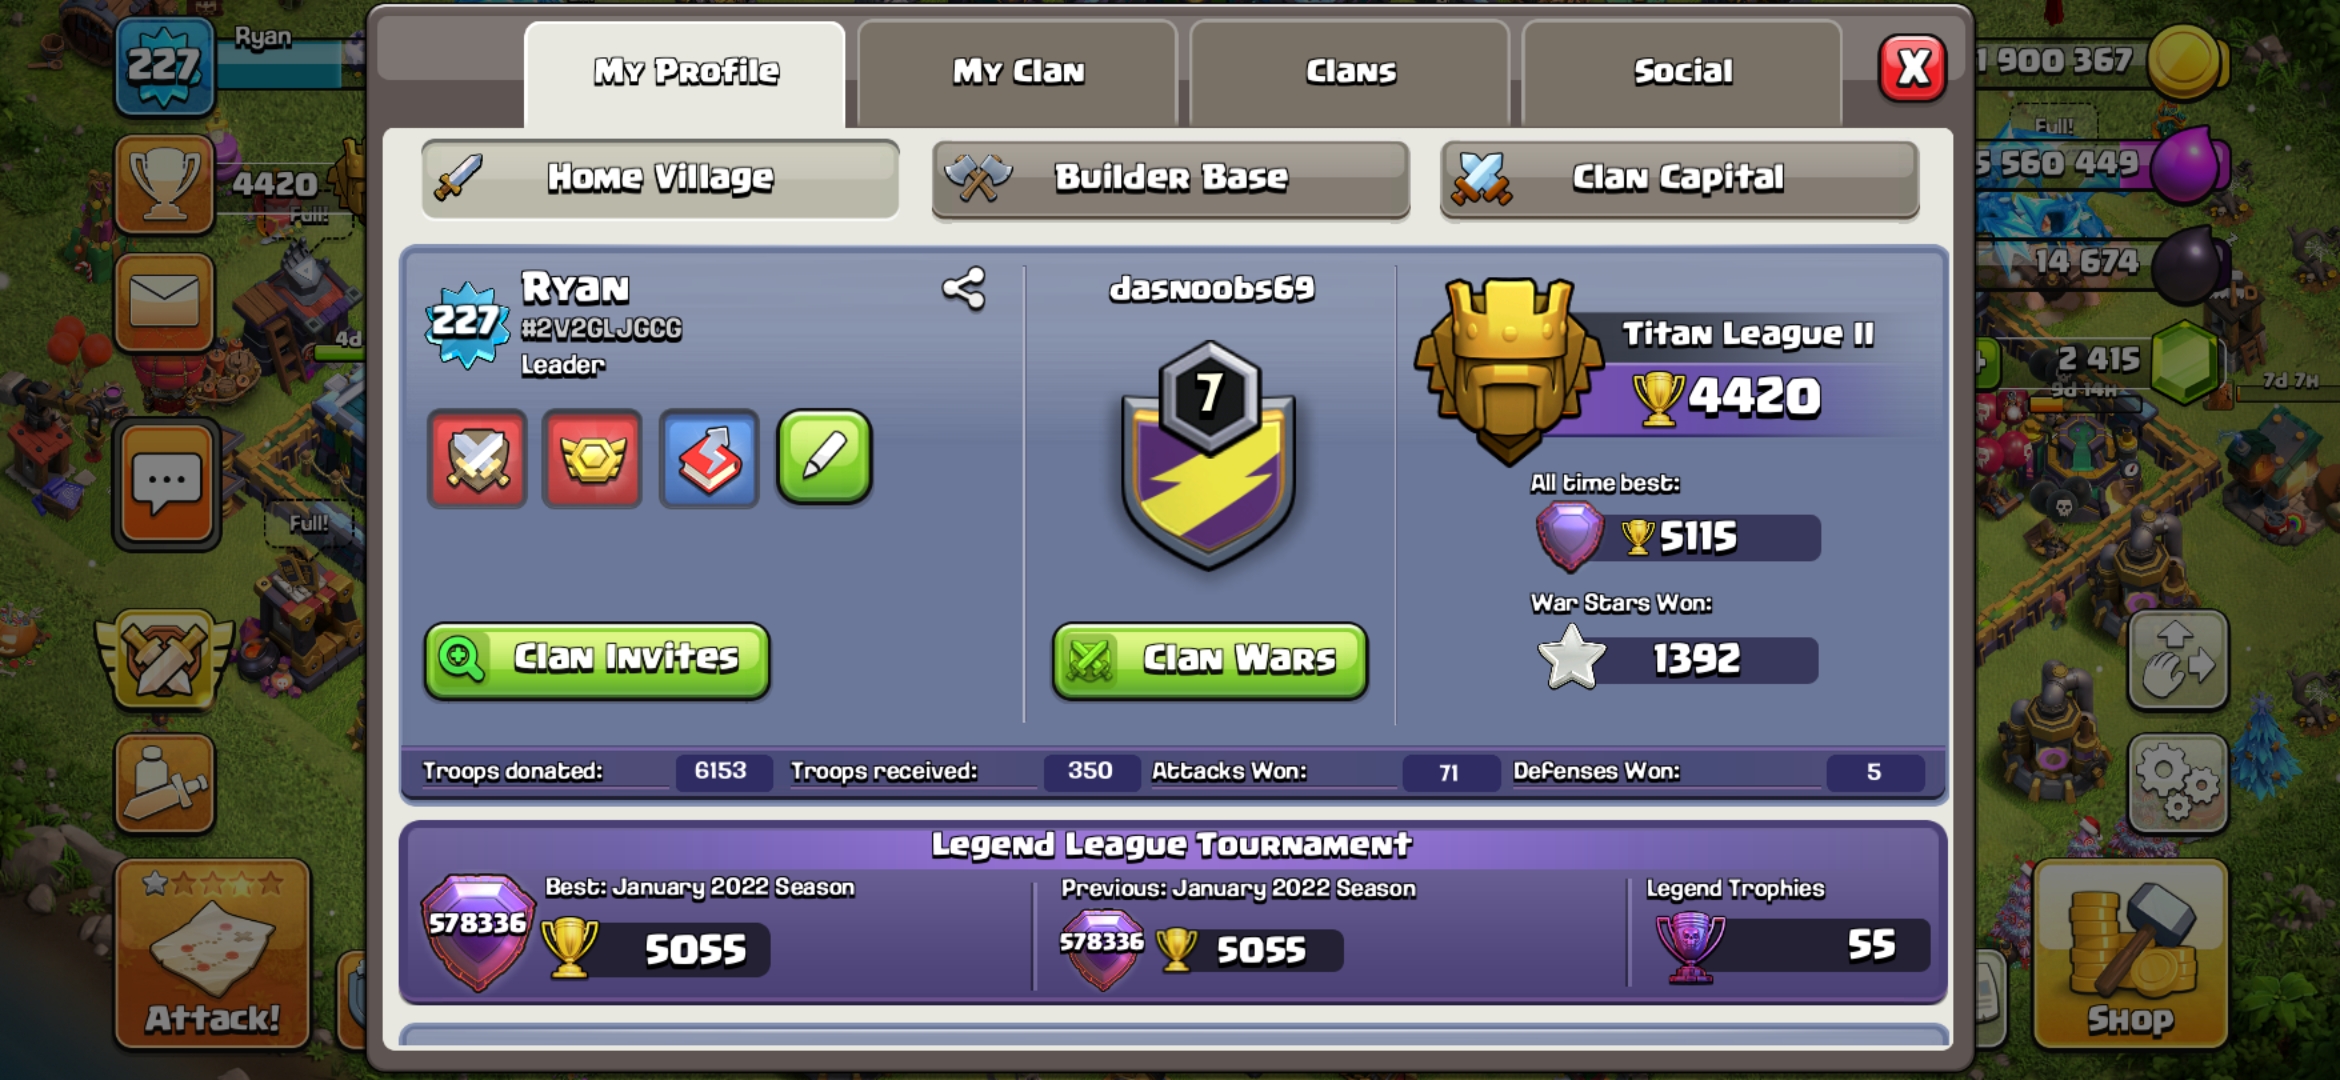 227
Ryan
My Profile
My Clan
Clans
Social
X
1 900 367
Full!
4420
Full!
Home Village
Builder Base
Clan Capital
5 560 449
227
Ryan
#2V2GLJGCG
Leader
dasnoobs69
7
Titan League II
4420
14 674
4d
2 415
9d 14H
7d 7H
All time best:
5115
Full!
War Stars Won:
1392
Clan Invites
Clan Wars
Troops donated: 6153
Troops received: 350
Attacks Won: 71
Defenses Won: 5
Legend League Tournament
Best: January 2022 Season
578336
5055
Previous: January 2022 Season
578336
5055
Legend Trophies
55
Attack!
Shop